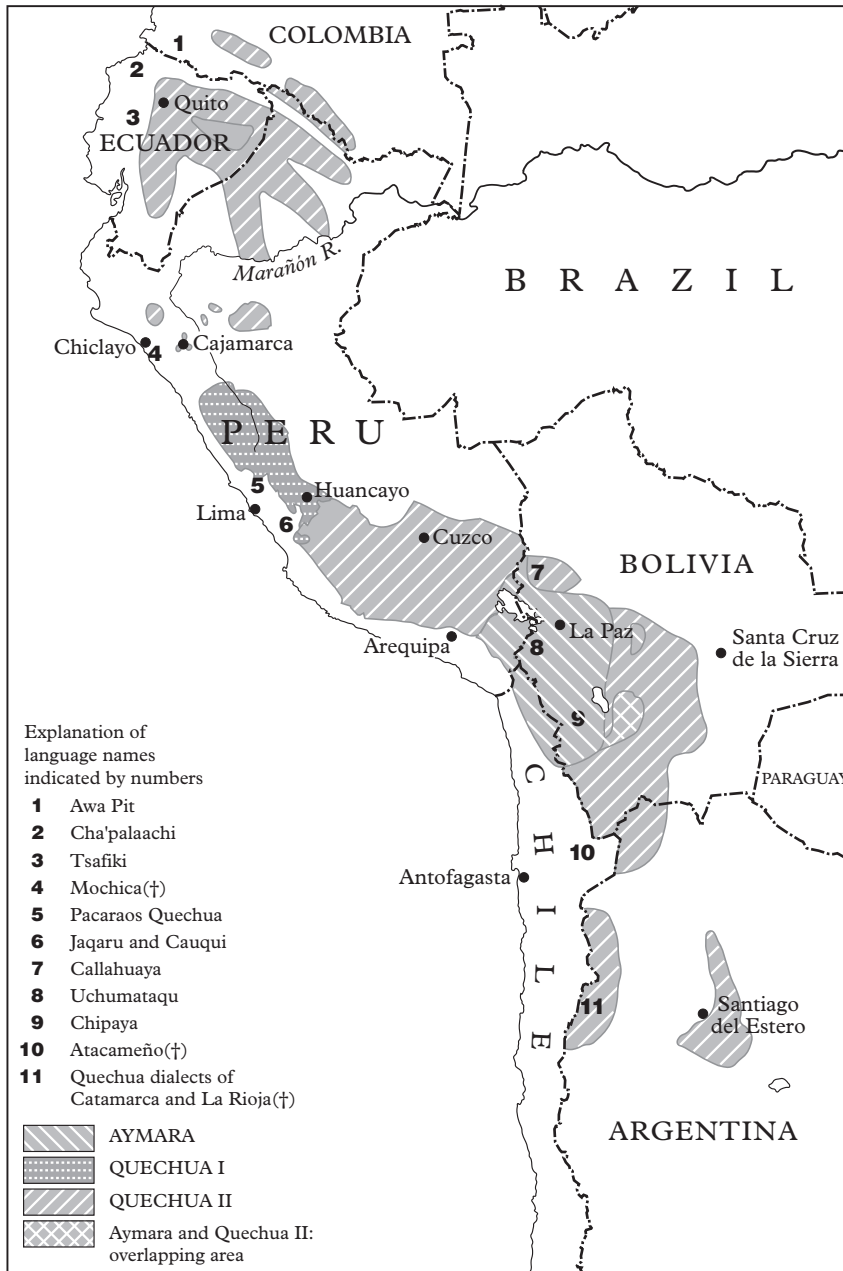 COLOMBIA
1
2
Quito
3
ECUADOR
Marañón R.
BRAZIL
Chiclayo
4
Cajamarca
PERU
5
Huancayo
Lima
6
Cuzco
7
BOLIVIA
La Paz
Arequipa
8
Santa Cruz
de la Sierra
9
PARAGUAY
CHILE
10
Antofagasta
11
Santiago
del Estero
ARGENTINA
Explanation of
language names
indicated by numbers
1 Awa Pit
2 Cha'palaachi
3 Tsafiki
4 Mochica(†)
5 Pacaraos Quechua
6 Jaqaru and Cauqui
7 Callahuaya
8 Uchumataqu
9 Chipaya
10 Atacameño(†)
11 Quechua dialects of
Catamarca and La Rioja(†)
AYMARA
QUECHUA I
QUECHUA II
Aymara and Quechua II:
overlapping area